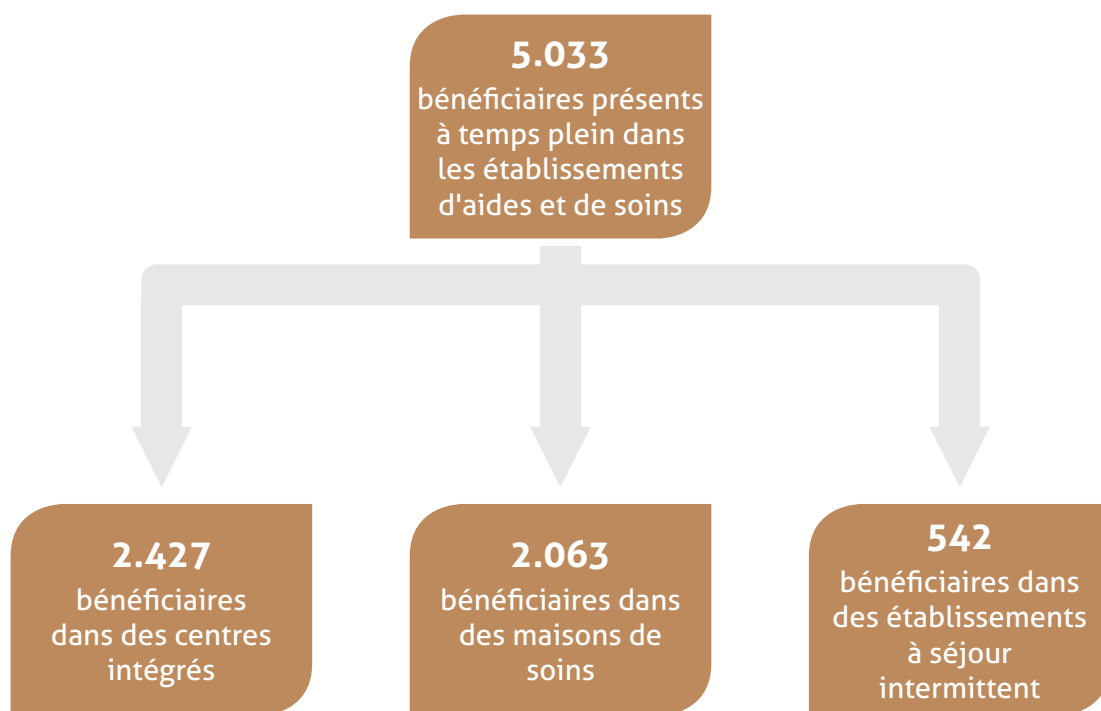 5.033
bénéficiaires présents
à temps plein dans
les établissements
d'aides et de soins
2.427
bénéficiaires
dans des centres
intégrés
2.063
bénéficiaires dans
des maisons de
soins
542
bénéficiaires dans
des établissements
à séjour
intermittent